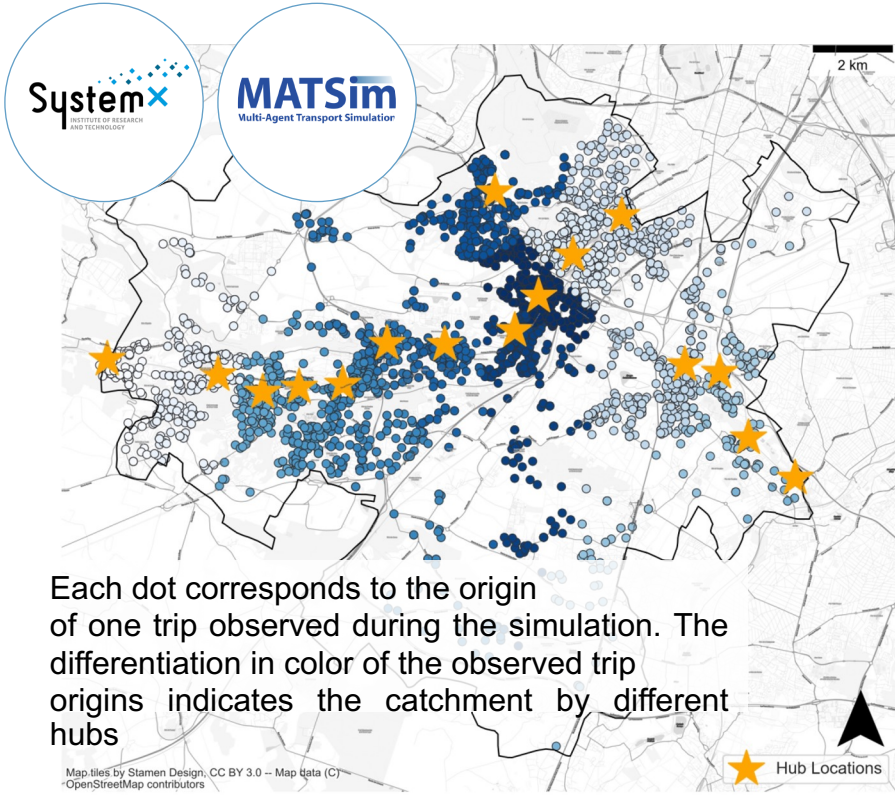 SystemX
INSTITUTE OF RESEARCH
AND TECHNOLOGY
MATSim
Multi-Agent Transport Simulation
2 km
Each dot corresponds to the origin
of one trip observed during the simulation. The
differentiation in color of the observed trip
origins indicates the catchment by different
hubs
Map tiles by Stamen Design, CC BY 3.0 -- Map data (C)
OpenStreetMap contributors
Hub Locations